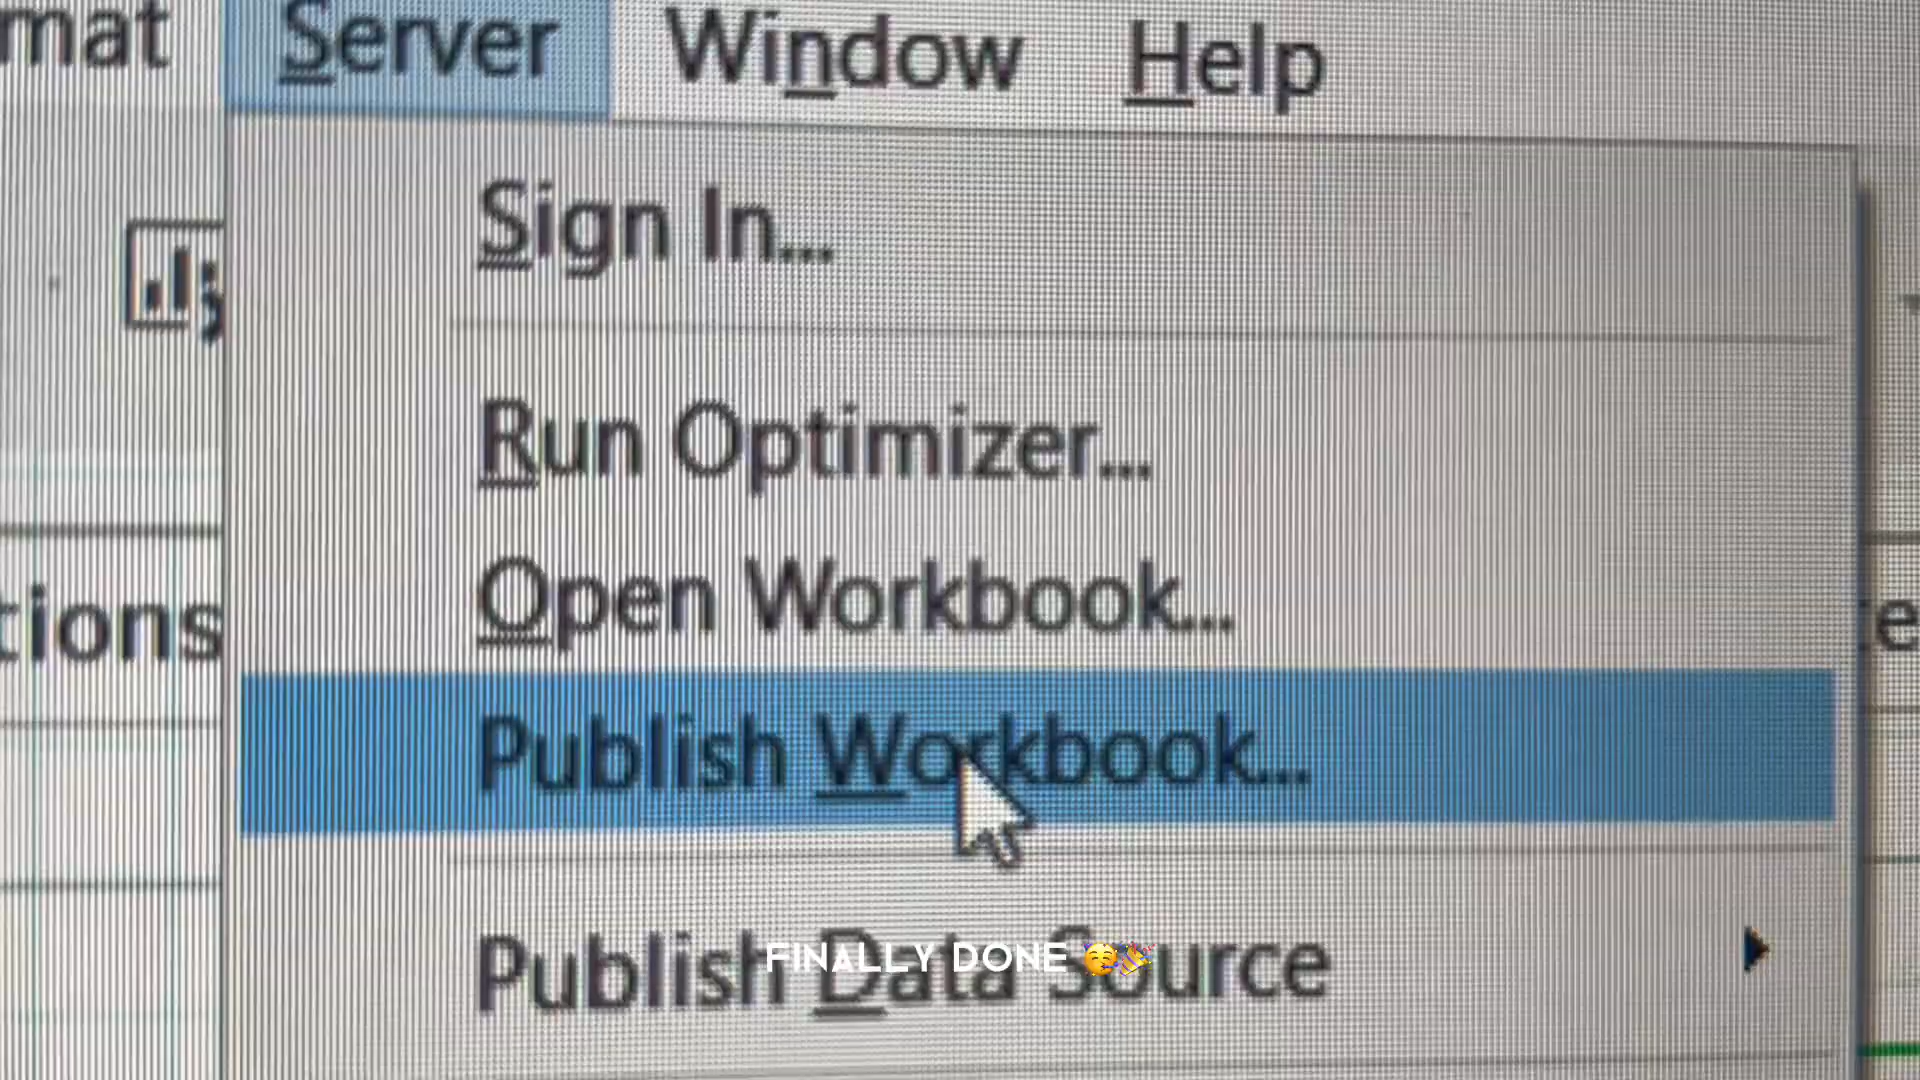 mat Server Window Help
Sign In...
Run Optimizer...
Open Workbook...
tions
Publish Workbook...
FINALLY DONE 🥳🎉
Publish Data Source